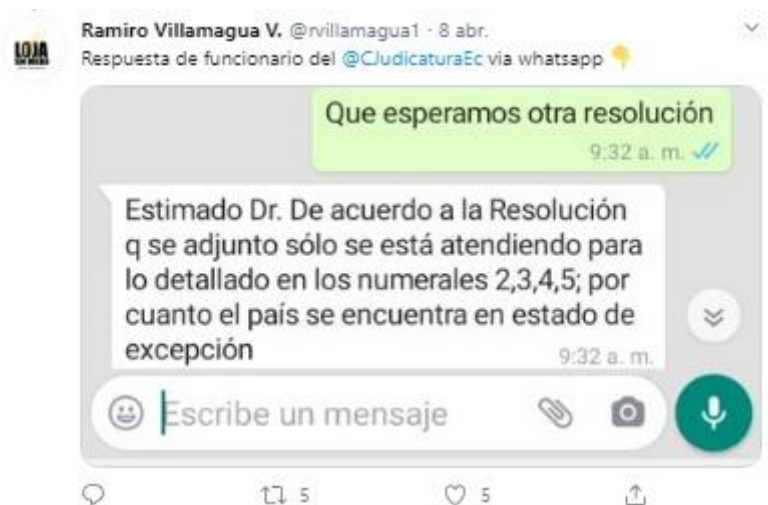 Ramiro Villamagua V. @rvillamagua1 · 8 abr.
LOJA
Respuesta de funcionario del @CJudicaturaEc via whatsapp 👇
Que esperamos otra resolución
9:32 a. m.
Estimado Dr. De acuerdo a la Resolución
q se adjunto sólo se está atendiendo para
lo detallado en los numerales 2,3,4,5; por
cuanto el país se encuentra en estado de
excepción
9:32 a. m.
Escribe un mensaje
5
5